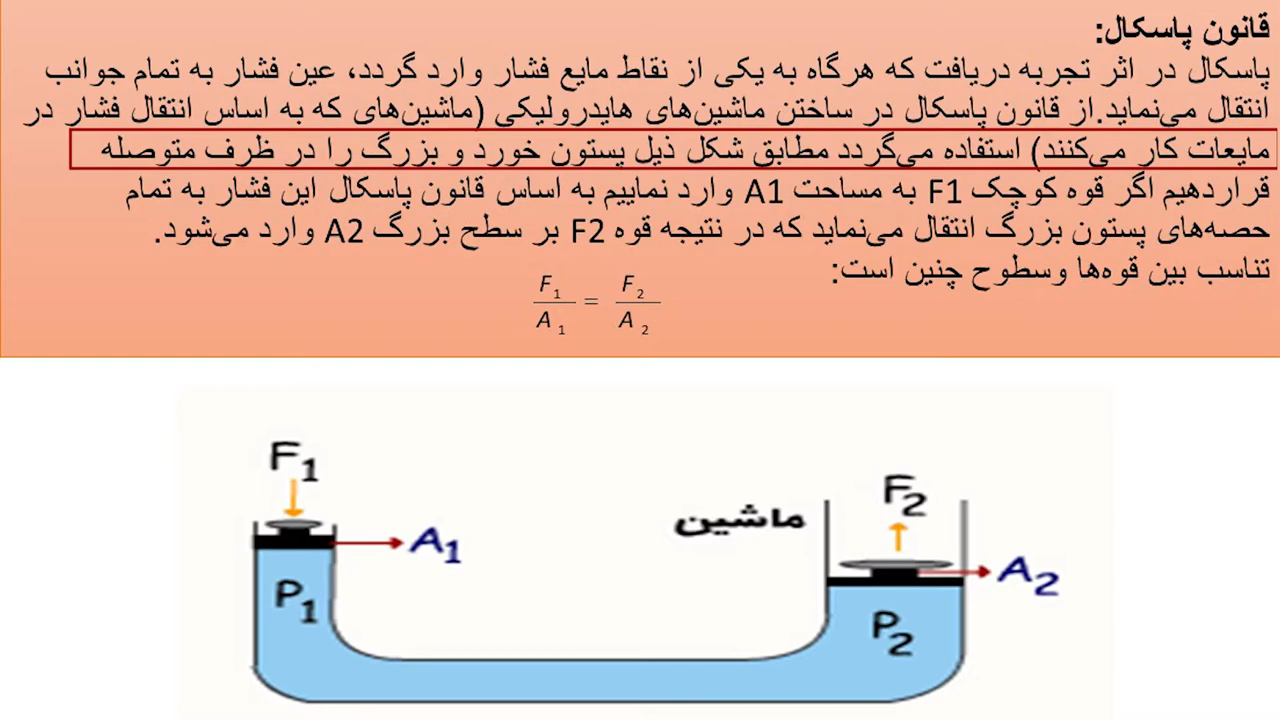 قانون پاسکال:
پاسکال در اثر تجربه دریافت که هرگاه به یکی از نقاط مایع فشار وارد گردد، عین فشار به تمام جوانب
انتقال می‌نماید.از قانون پاسکال در ساختن ماشین‌های هایدرولیکی (ماشین‌های که به اساس انتقال فشار در
مایعات کار می‌کنند) استفاده می‌گردد مطابق شکل ذیل پستون خورد و بزرگ را در ظرف متوصله
قراردهیم اگر قوه کوچک F1 به مساحت A1 وارد نماییم به اساس قانون پاسکال این فشار به تمام
حصه‌های پستون بزرگ انتقال می‌نماید که در نتیجه قوه F2 بر سطح بزرگ A2 وارد می‌شود.
تناسب بین قوه‌ها وسطوح چنین است:
F1/A1 = F2/A2
F1
F2
ماشین
A1
A2
P1
P2